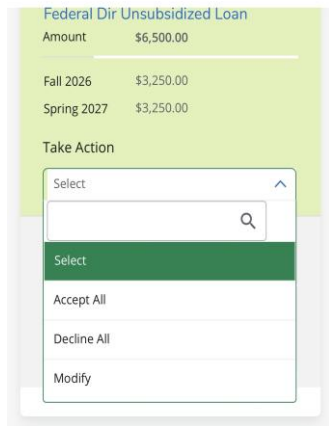 Federal Dir Unsubsidized Loan
Amount $6,500.00
Fall 2026 $3,250.00
Spring 2027 $3,250.00
Take Action
Select
Select
Accept All
Decline All
Modify